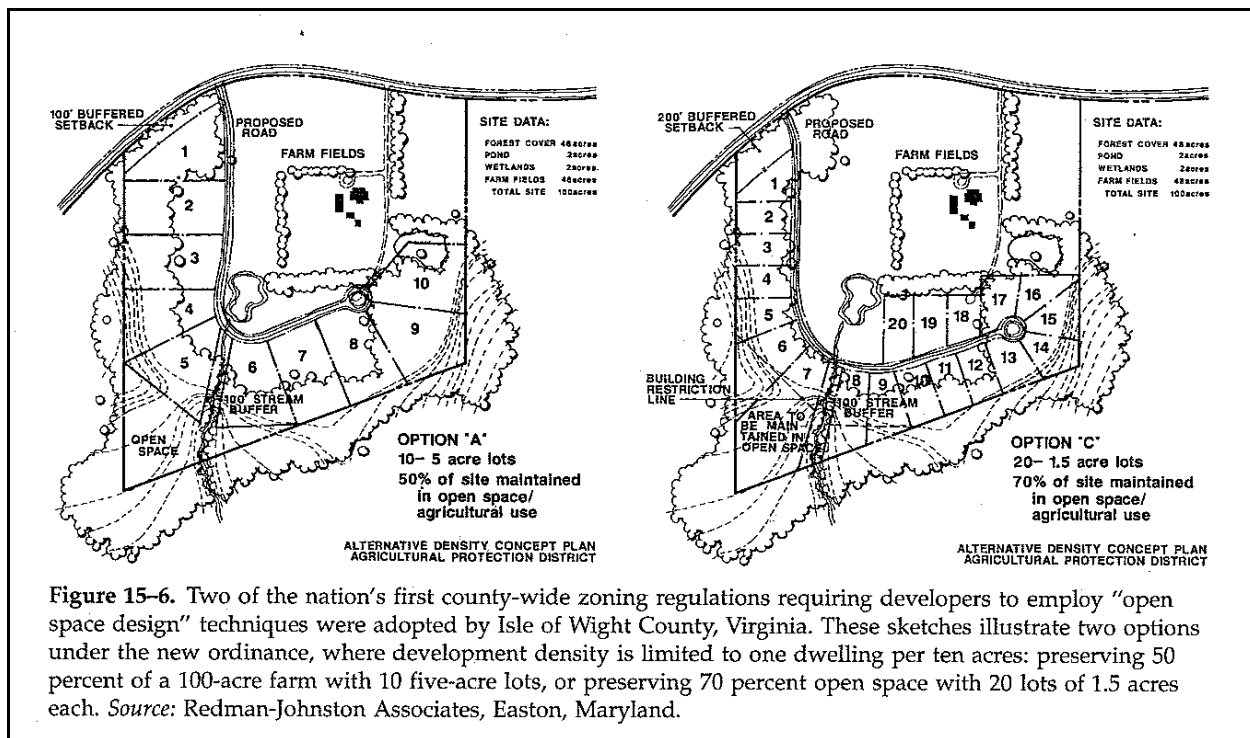 100' BUFFERED
SETBACK
PROPOSED
ROAD
FARM FIELDS
SITE DATA:
FOREST COVER 48acres
POND 2acres
WETLANDS 2acres
FARM FIELDS 48acres
TOTAL SITE 100acres
1
2
3
4
5
6
7
8
9
10
100' STREAM
BUFFER
OPEN
SPACE
OPTION "A"
10– 5 acre lots
50% of site maintained
in open space/
agricultural use
ALTERNATIVE DENSITY CONCEPT PLAN
AGRICULTURAL PROTECTION DISTRICT
200' BUFFERED
SETBACK
PROPOSED
ROAD
FARM FIELDS
SITE DATA:
FOREST COVER 48acres
POND 2acres
WETLANDS 2acres
FARM FIELDS 48acres
TOTAL SITE 100acres
1
2
3
4
5
6
7
8
9
10
11
12
13
14
15
16
17
18
19
20
BUILDING
RESTRICTION
LINE
100' STREAM
BUFFER
AREA TO
BE MAIN
TAINED IN
OPEN SPACE
OPTION "C"
20– 1.5 acre lots
70% of site maintained
in open space/
agricultural use
ALTERNATIVE DENSITY CONCEPT PLAN
AGRICULTURAL PROTECTION DISTRICT
Figure 15–6. Two of the nation's first county-wide zoning regulations requiring developers to employ "open
space design" techniques were adopted by Isle of Wight County, Virginia. These sketches illustrate two options
under the new ordinance, where development density is limited to one dwelling per ten acres: preserving 50
percent of a 100-acre farm with 10 five-acre lots, or preserving 70 percent open space with 20 lots of 1.5 acres
each. Source: Redman-Johnston Associates, Easton, Maryland.